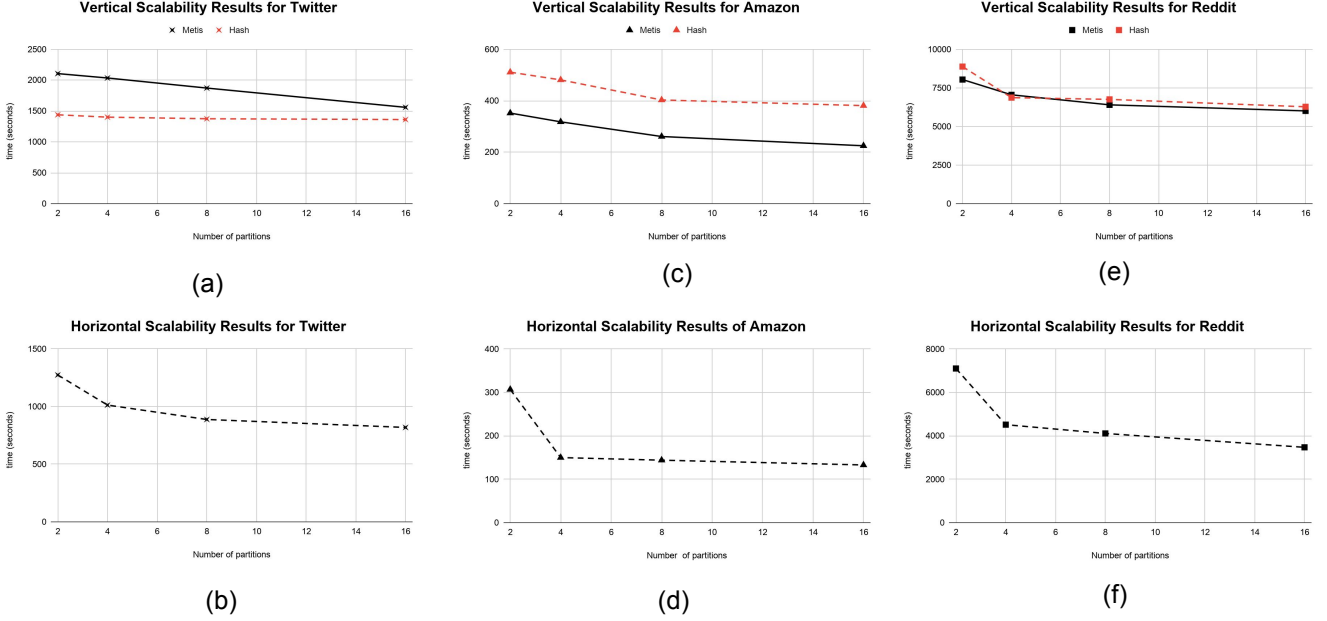 Vertical Scalability Results for Twitter
Metis Hash
2500
2000
1500
1000
500
0
time (seconds)
2 4 6 8 10 12 14 16
Number of partitions
(a)
Vertical Scalability Results for Amazon
Metis Hash
600
400
200
0
time (seconds)
2 4 6 8 10 12 14 16
Number of partitions
(c)
Vertical Scalability Results for Reddit
Metis Hash
10000
7500
5000
2500
0
time (seconds)
2 4 6 8 10 12 14 16
Number of partitions
(e)
Horizontal Scalability Results for Twitter
1500
1000
500
0
time (seconds)
2 4 6 8 10 12 14 16
Number of partitions
(b)
Horizontal Scalability Results of Amazon
400
300
200
100
0
time (seconds)
2 4 6 8 10 12 14 16
Number of partitions
(d)
Horizontal Scalability Results for Reddit
8000
6000
4000
2000
0
time (seconds)
2 4 6 8 10 12 14 16
Number of partitions
(f)